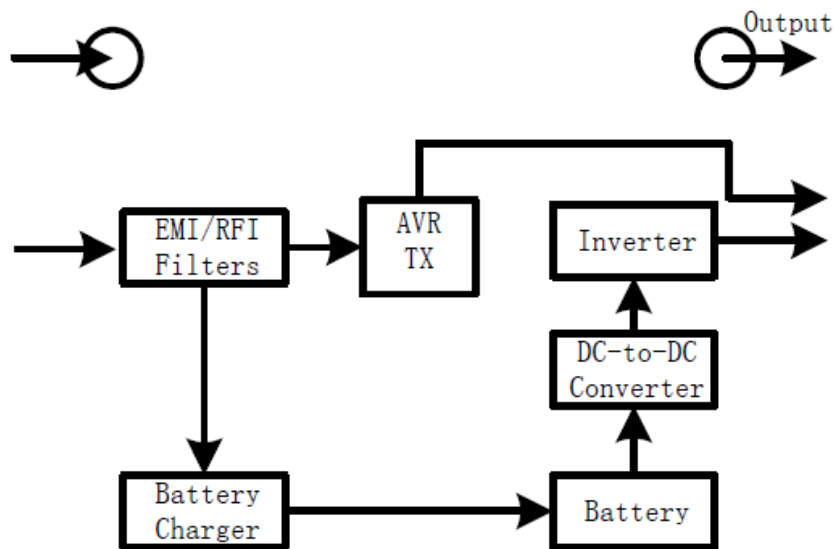 Output
EMI/RFI
Filters
AVR
TX
Inverter
DC-to-DC
Converter
Battery
Charger
Battery